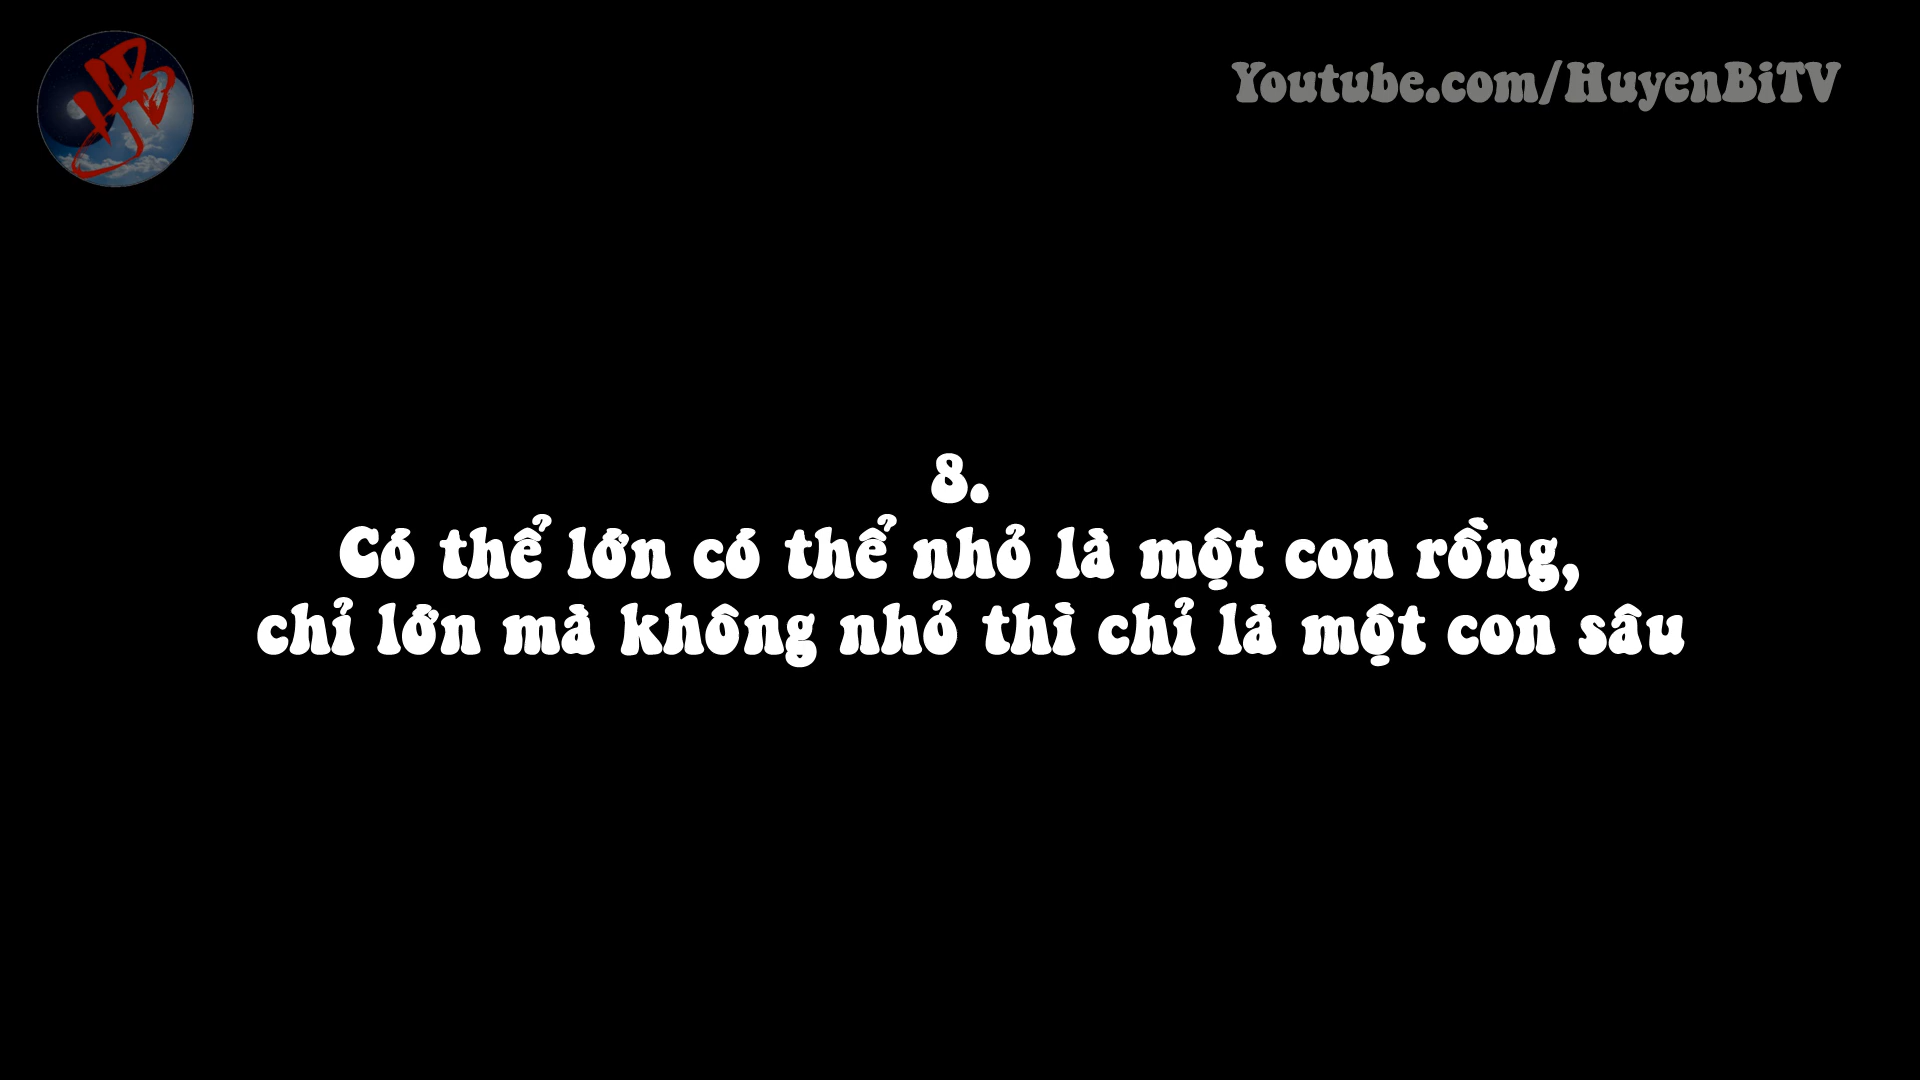 Youtube.com/HuyenBiTV
8.
Có thể lớn có thể nhỏ là một con rồng,
chỉ lớn mà không nhỏ thì chỉ là một con sâu